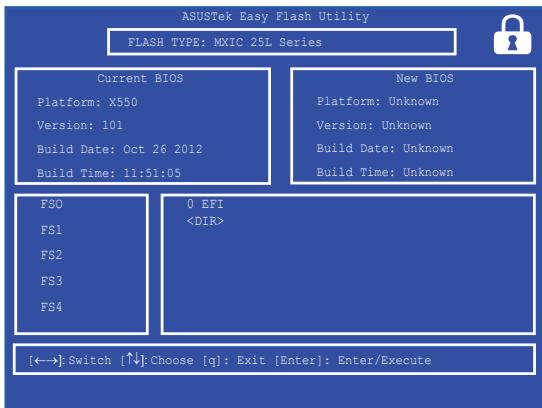 ASUSTek Easy Flash Utility
FLASH TYPE: MXIC 25L Series
Current BIOS
Platform: X550
Version: 101
Build Date: Oct 26 2012
Build Time: 11:51:05
New BIOS
Platform: Unknown
Version: Unknown
Build Date: Unknown
Build Time: Unknown
FSO
FS1
FS2
FS3
FS4
0 EFI
<DIR>
[←→]: Switch [↑↓]: Choose [q]: Exit [Enter]: Enter/Execute